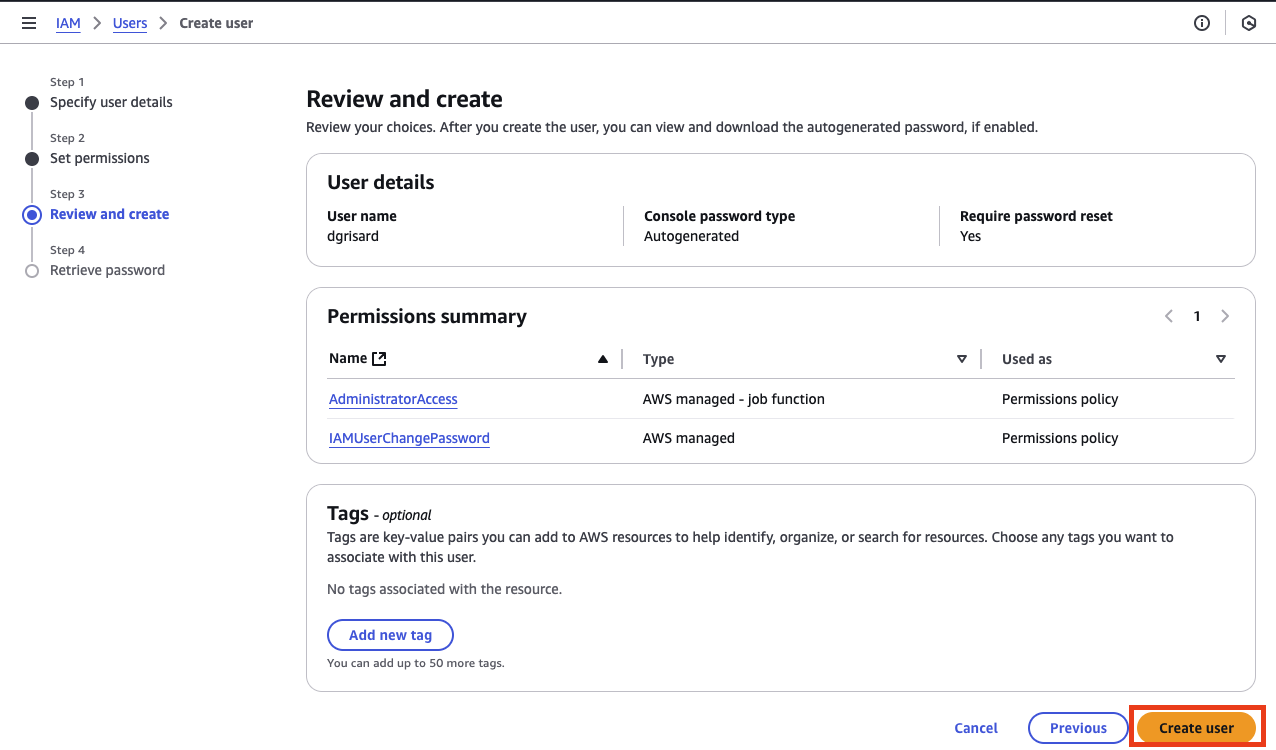 IAM > Users > Create user
Step 1
Specify user details
Step 2
Set permissions
Step 3
Review and create
Step 4
Retrieve password
Review and create
Review your choices. After you create the user, you can view and download the autogenerated password, if enabled.
User details
User name
dgrisard
Console password type
Autogenerated
Require password reset
Yes
Permissions summary
1
Name Type Used as
AdministratorAccess AWS managed - job function Permissions policy
IAMUserChangePassword AWS managed Permissions policy
Tags - optional
Tags are key-value pairs you can add to AWS resources to help identify, organize, or search for resources. Choose any tags you want to
associate with this user.
No tags associated with the resource.
Add new tag
You can add up to 50 more tags.
Cancel Previous Create user